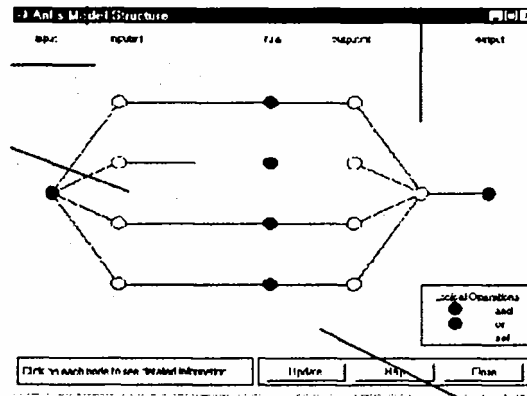 Anfis Model Structure
input inputmf rule outputmf output
Logical Operations
and
or
not
Click on each node to see detailed information
Update Help Close